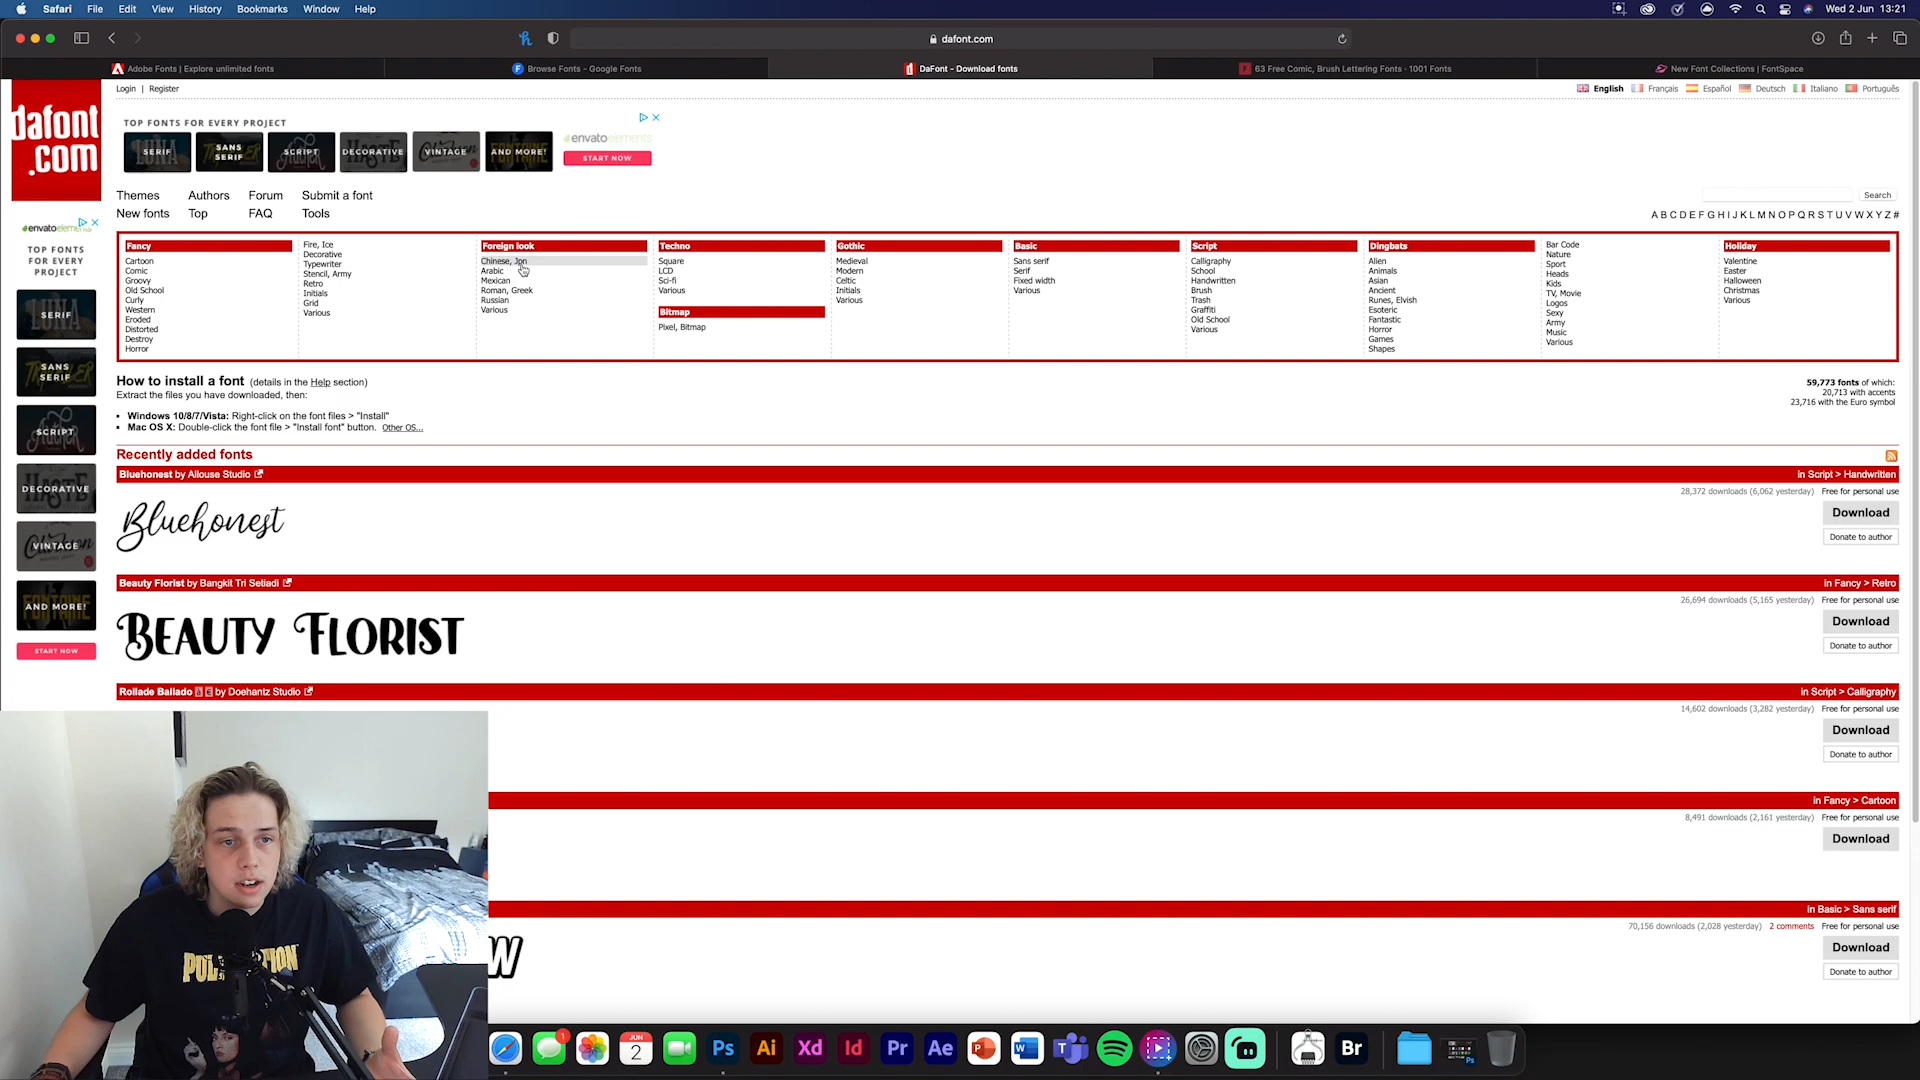 Safari File Edit View History Bookmarks Window Help
Wed 2 Jun 13:21
dafont.com
Adobe Fonts | Explore unlimited fonts
Browse Fonts - Google Fonts
DaFont - Download fonts
63 Free Comic, Brush Lettering Fonts · 1001 Fonts
New Font Collections | FontSpace
Login | Register
English Français Español Deutsch Italiano Português
dafont
.com
TOP FONTS FOR EVERY PROJECT
SERIF
SANS
SERIF
SCRIPT
DECORATIVE
VINTAGE
AND MORE!
envatoelements
START NOW
Themes Authors Forum Submit a font
New fonts Top FAQ Tools
Search
A B C D E F G H I J K L M N O P Q R S T U V W X Y Z #
Fancy
Cartoon
Comic
Groovy
Old School
Curly
Western
Eroded
Distorted
Destroy
Horror
Fire, Ice
Decorative
Typewriter
Stencil, Army
Retro
Initials
Grid
Various
Foreign look
Chinese, Jpn
Arabic
Mexican
Roman, Greek
Russian
Various
Techno
Square
LCD
Sci-fi
Various
Bitmap
Pixel, Bitmap
Gothic
Medieval
Modern
Celtic
Initials
Various
Basic
Sans serif
Serif
Fixed width
Various
Script
Calligraphy
School
Handwritten
Brush
Trash
Graffiti
Old School
Various
Dingbats
Alien
Animals
Asian
Ancient
Runes, Elvish
Esoteric
Fantastic
Horror
Games
Shapes
Bar Code
Nature
Sport
Heads
Kids
TV, Movie
Logos
Sexy
Army
Music
Various
Holiday
Valentine
Easter
Halloween
Christmas
Various
TOP FONTS
FOR EVERY
PROJECT
SERIF
SANS
SERIF
SCRIPT
DECORATIVE
VINTAGE
AND MORE!
START NOW
How to install a font (details in the Help section)
Extract the files you have downloaded, then:
Windows 10/8/7/Vista: Right-click on the font files > "Install"
Mac OS X: Double-click the font file > "Install font" button. Other OS...
59,773 fonts of which:
20,713 with accents
23,716 with the Euro symbol
Recently added fonts
Bluehonest by Allouse Studio
in Script > Handwritten
28,372 downloads (6,062 yesterday) Free for personal use
Bluehonest
Download
Donate to author
Beauty Florist by Bangkit Tri Setiadi
in Fancy > Retro
26,694 downloads (5,165 yesterday) Free for personal use
BEAUTY FLORIST
Download
Donate to author
Rollade Ballado à € by Doehantz Studio
in Script > Calligraphy
14,602 downloads (3,282 yesterday) Free for personal use
Download
Donate to author
in Fancy > Cartoon
8,491 downloads (2,161 yesterday) Free for personal use
Download
in Basic > Sans serif
70,156 downloads (2,028 yesterday) 2 comments Free for personal use
W
Download
Donate to author
1
JUN
2
Ps Ai Xd Id Pr Ae P W T Br